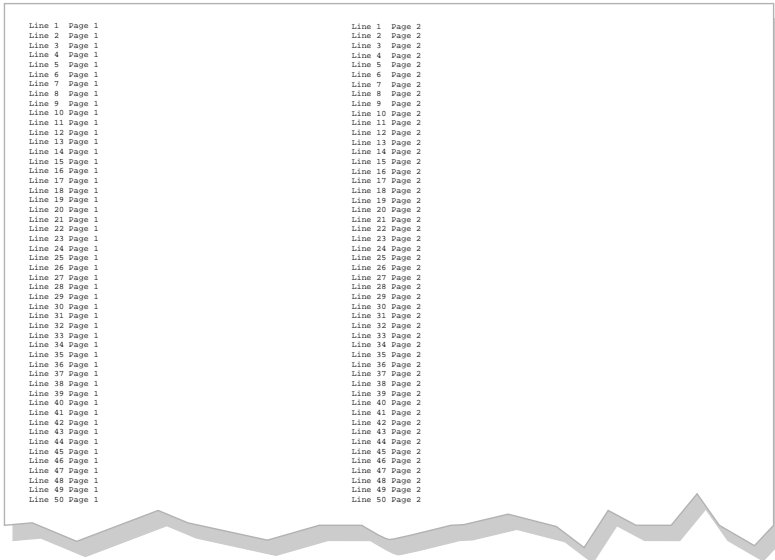 Line 1  Page 1
Line 2  Page 1
Line 3  Page 1
Line 4  Page 1
Line 5  Page 1
Line 6  Page 1
Line 7  Page 1
Line 8  Page 1
Line 9  Page 1
Line 10 Page 1
Line 11 Page 1
Line 12 Page 1
Line 13 Page 1
Line 14 Page 1
Line 15 Page 1
Line 16 Page 1
Line 17 Page 1
Line 18 Page 1
Line 19 Page 1
Line 20 Page 1
Line 21 Page 1
Line 22 Page 1
Line 23 Page 1
Line 24 Page 1
Line 25 Page 1
Line 26 Page 1
Line 27 Page 1
Line 28 Page 1
Line 29 Page 1
Line 30 Page 1
Line 31 Page 1
Line 32 Page 1
Line 33 Page 1
Line 34 Page 1
Line 35 Page 1
Line 36 Page 1
Line 37 Page 1
Line 38 Page 1
Line 39 Page 1
Line 40 Page 1
Line 41 Page 1
Line 42 Page 1
Line 43 Page 1
Line 44 Page 1
Line 45 Page 1
Line 46 Page 1
Line 47 Page 1
Line 48 Page 1
Line 49 Page 1
Line 50 Page 1
Line 1  Page 2
Line 2  Page 2
Line 3  Page 2
Line 4  Page 2
Line 5  Page 2
Line 6  Page 2
Line 7  Page 2
Line 8  Page 2
Line 9  Page 2
Line 10 Page 2
Line 11 Page 2
Line 12 Page 2
Line 13 Page 2
Line 14 Page 2
Line 15 Page 2
Line 16 Page 2
Line 17 Page 2
Line 18 Page 2
Line 19 Page 2
Line 20 Page 2
Line 21 Page 2
Line 22 Page 2
Line 23 Page 2
Line 24 Page 2
Line 25 Page 2
Line 26 Page 2
Line 27 Page 2
Line 28 Page 2
Line 29 Page 2
Line 30 Page 2
Line 31 Page 2
Line 32 Page 2
Line 33 Page 2
Line 34 Page 2
Line 35 Page 2
Line 36 Page 2
Line 37 Page 2
Line 38 Page 2
Line 39 Page 2
Line 40 Page 2
Line 41 Page 2
Line 42 Page 2
Line 43 Page 2
Line 44 Page 2
Line 45 Page 2
Line 46 Page 2
Line 47 Page 2
Line 48 Page 2
Line 49 Page 2
Line 50 Page 2